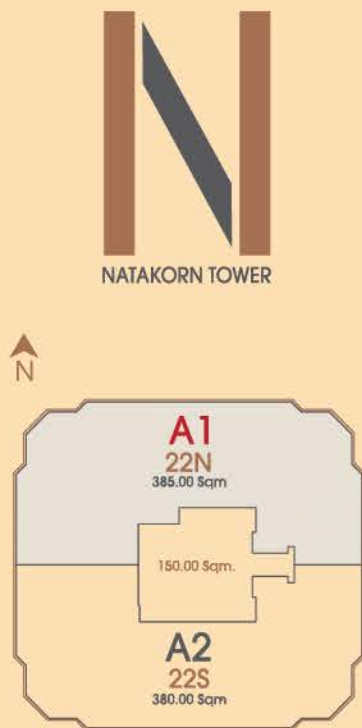 N
NATAKORN TOWER
N
A1
22N
385.00 Sqm
150.00 Sqm.
A2
22S
380.00 Sqm